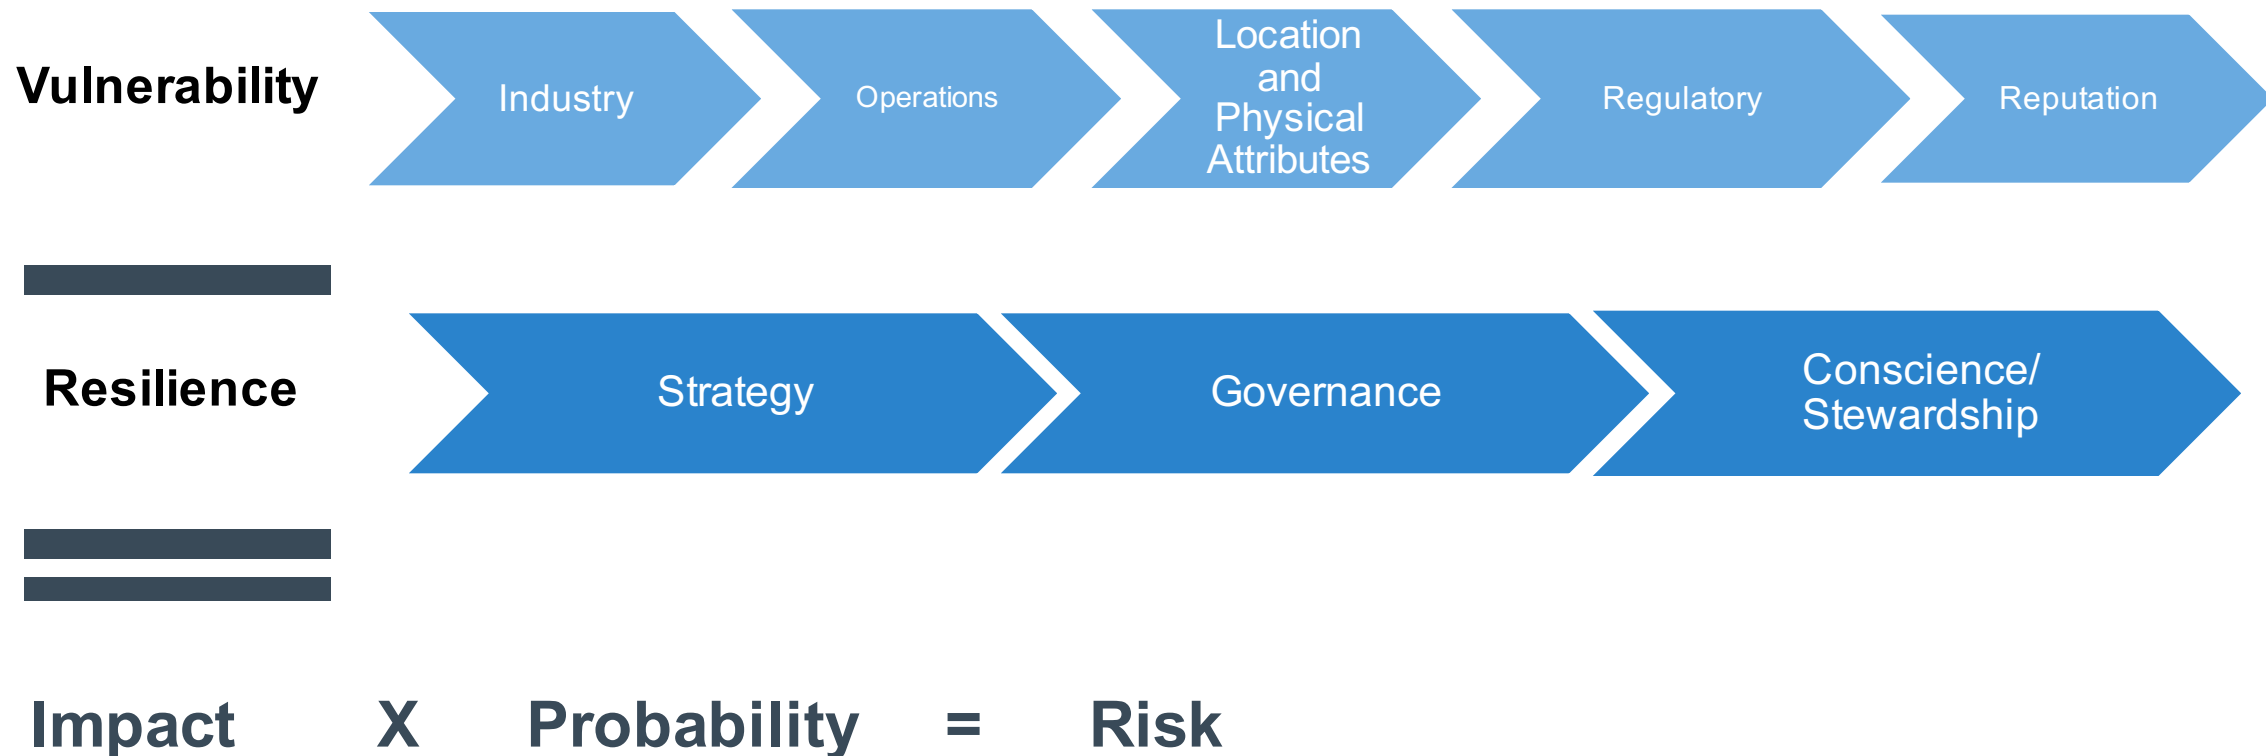 Vulnerability
Industry
Operations
Location
and
Physical
Attributes
Regulatory
Reputation
Resilience
Strategy
Governance
Conscience/
Stewardship
Impact X Probability = Risk